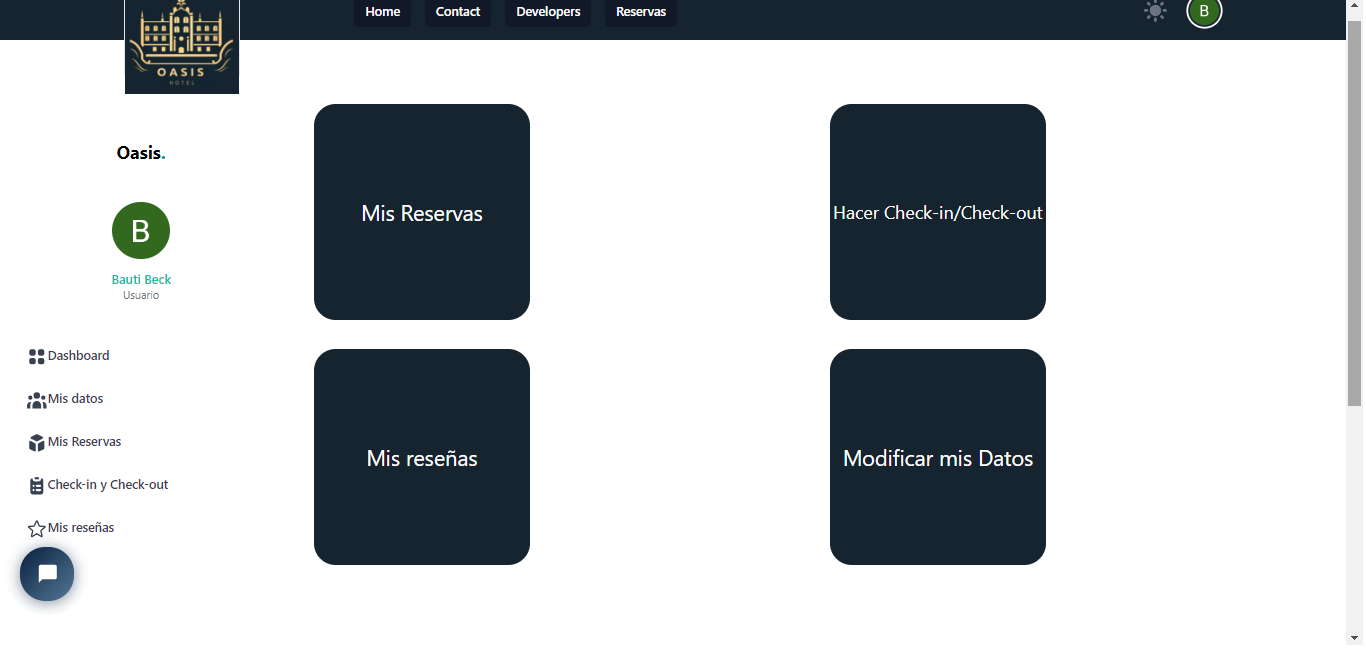 Home
Contact
Developers
Reservas
B
OASIS
HOTEL
Oasis.
B
Bauti Beck
Usuario
Dashboard
Mis datos
Mis Reservas
Check-in y Check-out
Mis reseñas
Mis Reservas
Hacer Check-in/Check-out
Mis reseñas
Modificar mis Datos